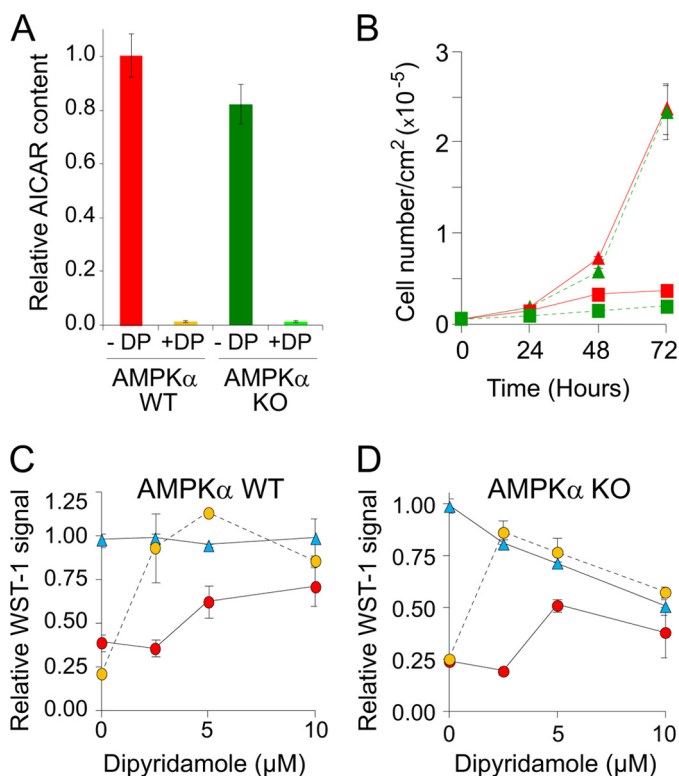 A
Relative AICAR content
1.0
0.8
0.6
0.4
0.2
0.0
- DP +DP - DP +DP
AMPKα WT
AMPKα KO
B
Cell number/cm² (x10⁻⁵)
3
2
1
0
0 24 48 72
Time (Hours)
C
AMPKα WT
Relative WST-1 signal
1.25
1.00
0.75
0.50
0.25
0.00
0 5 10
Dipyridamole (µM)
D
AMPKα KO
Relative WST-1 signal
1.00
0.75
0.50
0.25
0.00
0 5 10
Dipyridamole (µM)